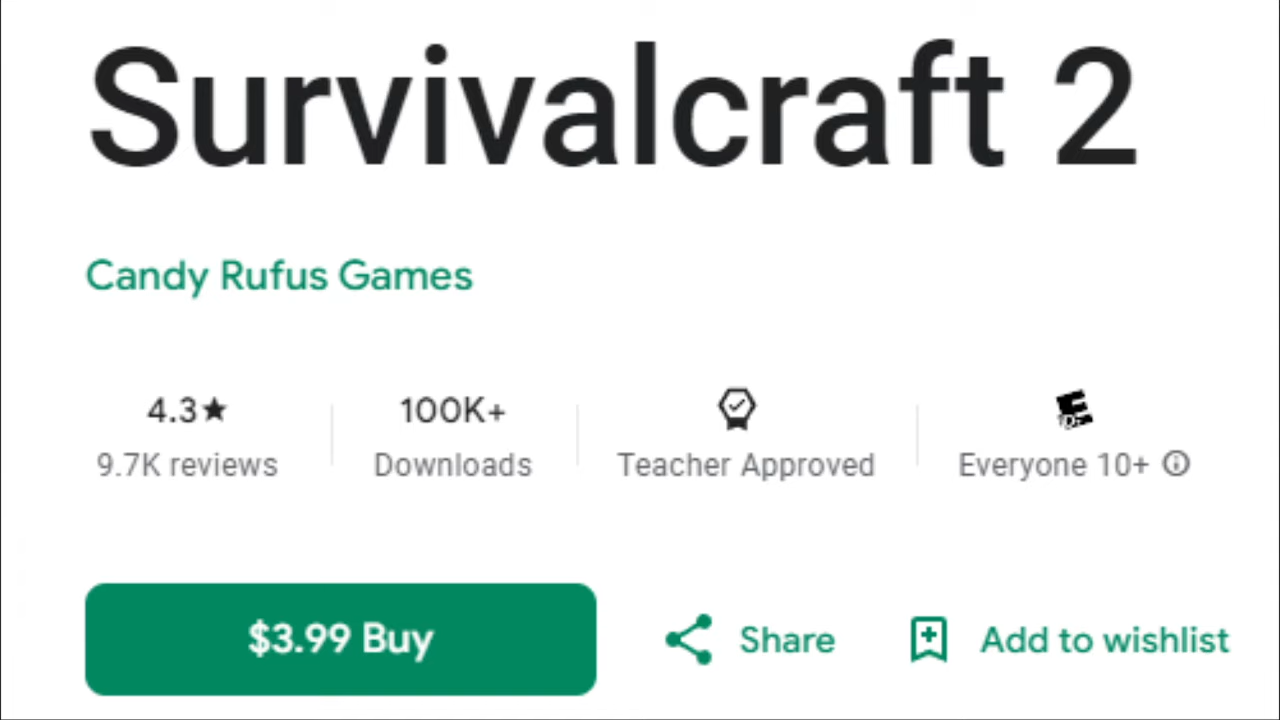 Survivalcraft 2
Candy Rufus Games
4.3★ 100K+ E 10+
9.7K reviews Downloads Teacher Approved Everyone 10+
$3.99 Buy Share Add to wishlist